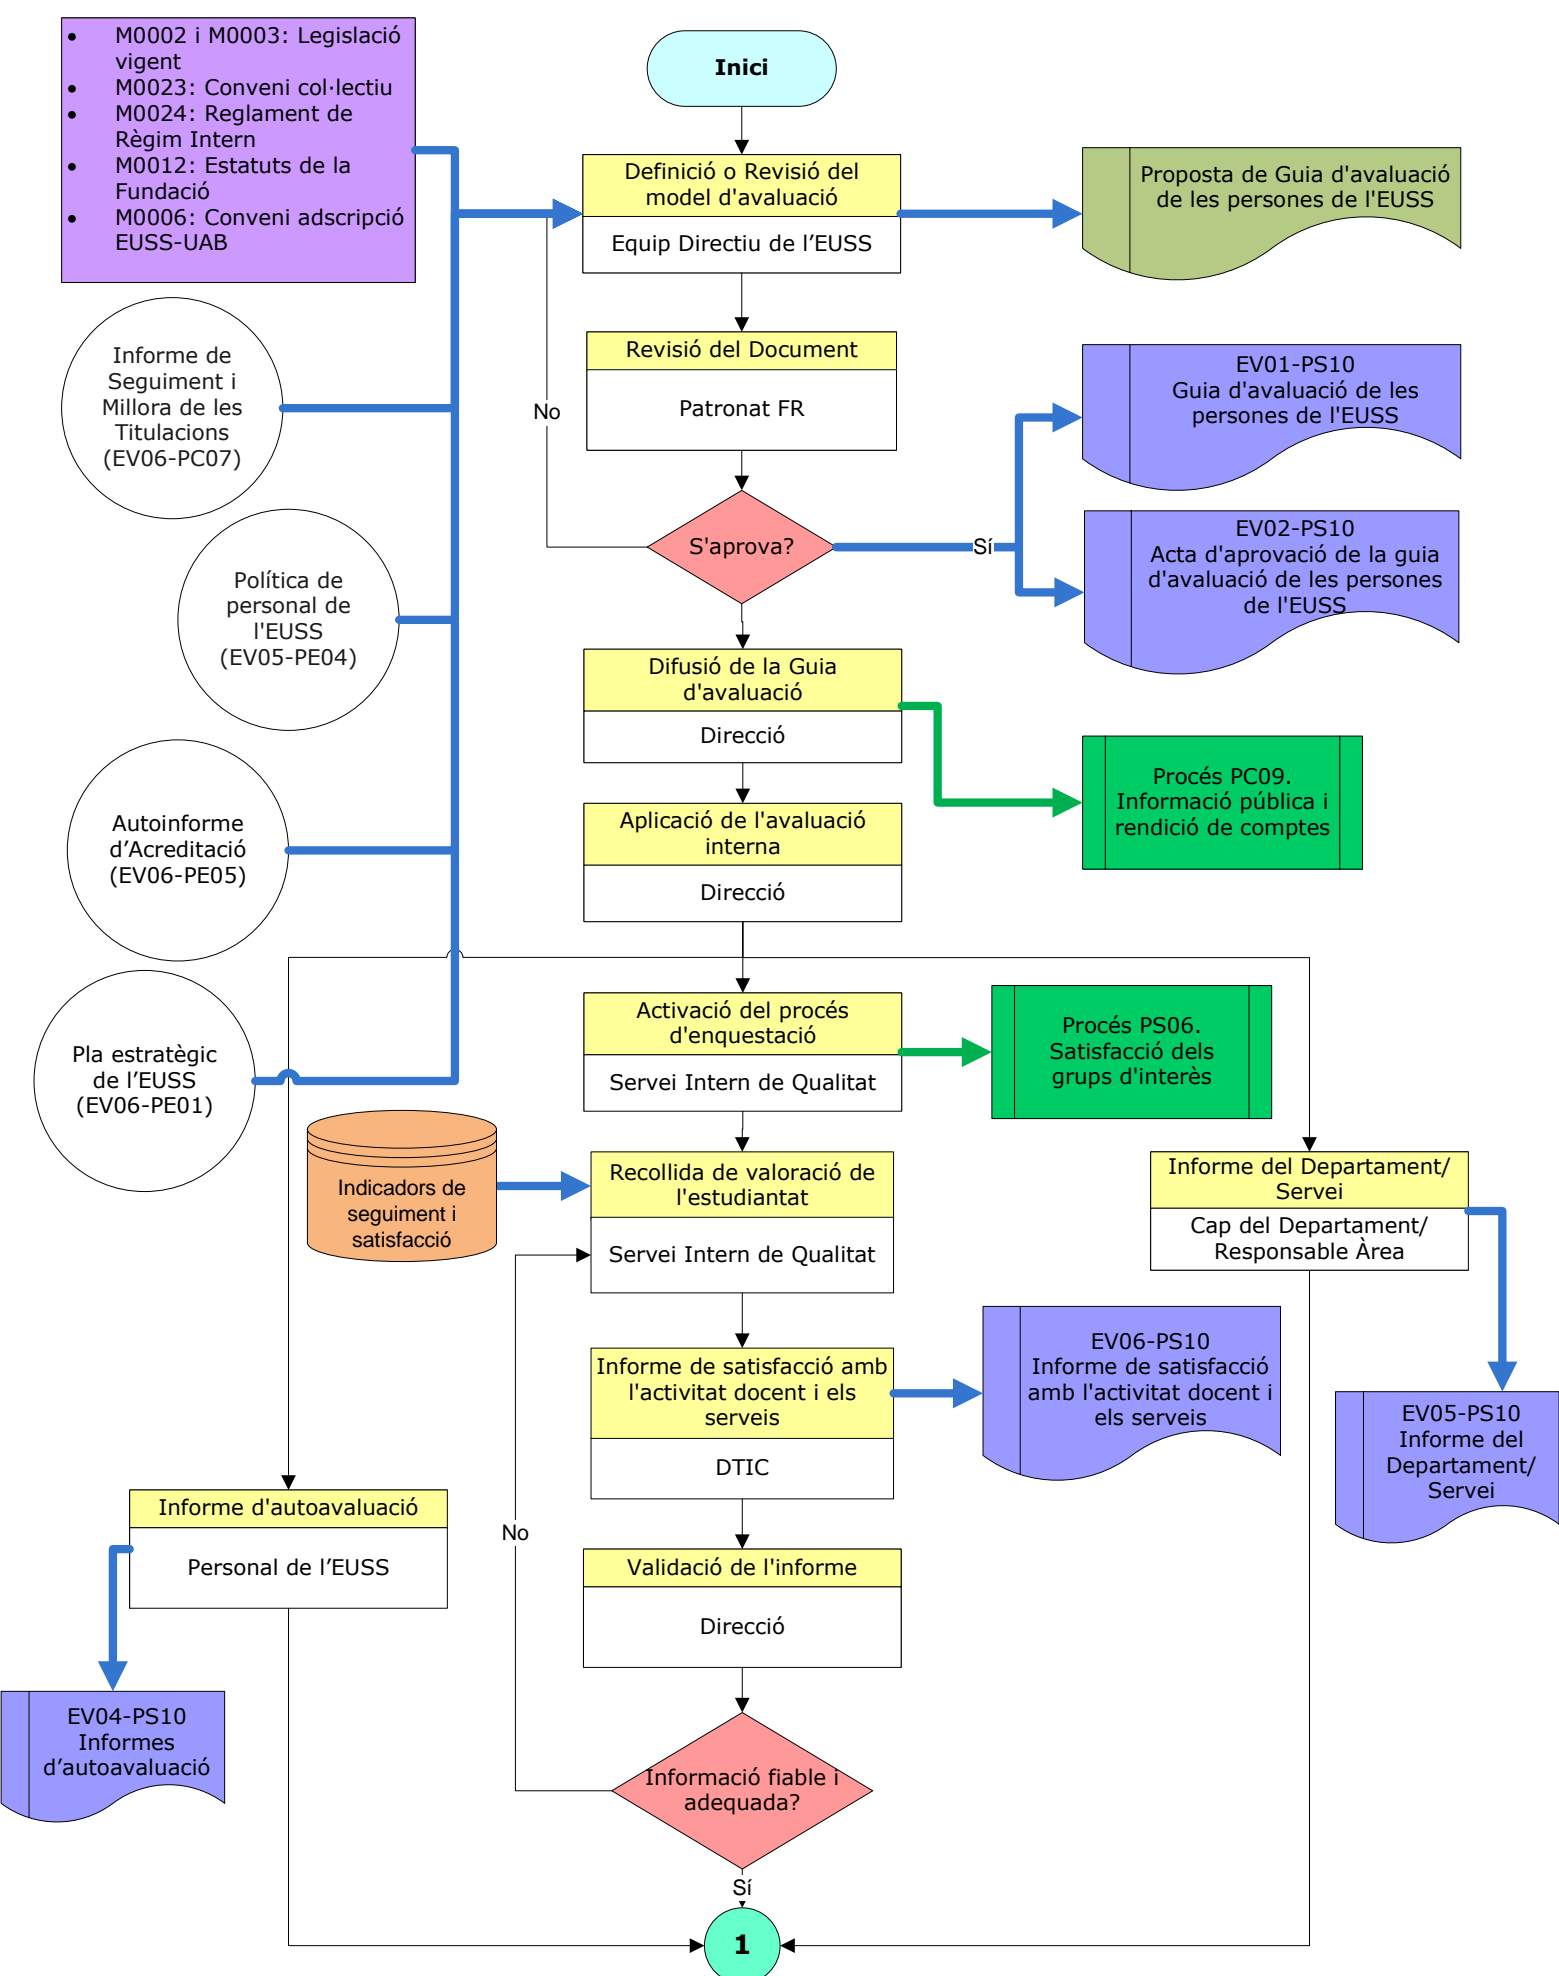 • M0002 i M0003: Legislació
vigent
• M0023: Conveni col·lectiu
• M0024: Reglament de
Règim Intern
• M0012: Estatuts de la
Fundació
• M0006: Conveni adscripció
EUSS-UAB
Inici
Definició o Revisió del
model d'avaluació
Equip Directiu de l’EUSS
Proposta de Guia d'avaluació
de les persones de l'EUSS
Informe de
Seguiment i
Millora de les
Titulacions
(EV06-PC07)
Revisió del Document
Patronat FR
No
EV01-PS10
Guia d'avaluació de les
persones de l'EUSS
S'aprova?
Sí
EV02-PS10
Acta d'aprovació de la guia
d'avaluació de les persones
de l'EUSS
Política de
personal de
l'EUSS
(EV05-PE04)
Difusió de la Guia
d'avaluació
Direcció
Procés PC09.
Informació pública i
rendició de comptes
Autoinforme
d’Acreditació
(EV06-PE05)
Aplicació de l'avaluació
interna
Direcció
Pla estratègic
de l’EUSS
(EV06-PE01)
Activació del procés
d'enquestació
Servei Intern de Qualitat
Procés PS06.
Satisfacció dels
grups d'interès
Indicadors de
seguiment i
satisfacció
Recollida de valoració de
l'estudiantat
Servei Intern de Qualitat
Informe del Departament/
Servei
Cap del Departament/
Responsable Àrea
Informe de satisfacció amb
l'activitat docent i els
serveis
DTIC
EV06-PS10
Informe de satisfacció
amb l'activitat docent i
els serveis
EV05-PS10
Informe del
Departament/
Servei
Informe d'autoavaluació
Personal de l’EUSS
No
Validació de l'informe
Direcció
EV04-PS10
Informes
d’autoavaluació
Informació fiable i
adequada?
Sí
1